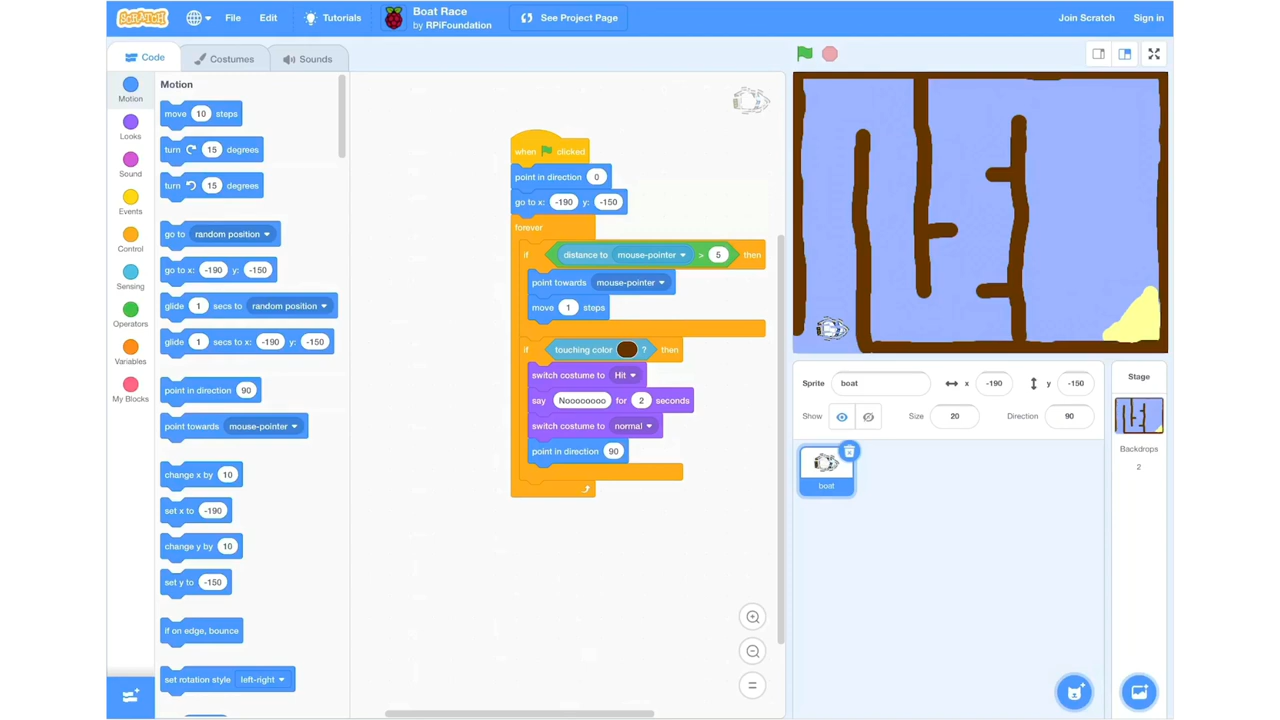 SCRATCH
File
Edit
Tutorials
Boat Race
by RPiFoundation
See Project Page
Join Scratch
Sign in
Code
Costumes
Sounds
Motion
Looks
Sound
Events
Control
Sensing
Operators
Variables
My Blocks
Motion
move 10 steps
turn 15 degrees
turn 15 degrees
go to random position
go to x: -190 y: -150
glide 1 secs to random position
glide 1 secs to x: -190 y: -150
point in direction 90
point towards mouse-pointer
change x by 10
set x to -190
change y by 10
set y to -150
if on edge, bounce
set rotation style left-right
when clicked
point in direction 0
go to x: -190 y: -150
forever
if distance to mouse-pointer > 5 then
point towards mouse-pointer
move 1 steps
if touching color ? then
switch costume to Hit
say Noooooooo for 2 seconds
switch costume to normal
point in direction 90
Sprite boat x -190 y -150
Show Size 20 Direction 90
boat
Stage
Backdrops
2